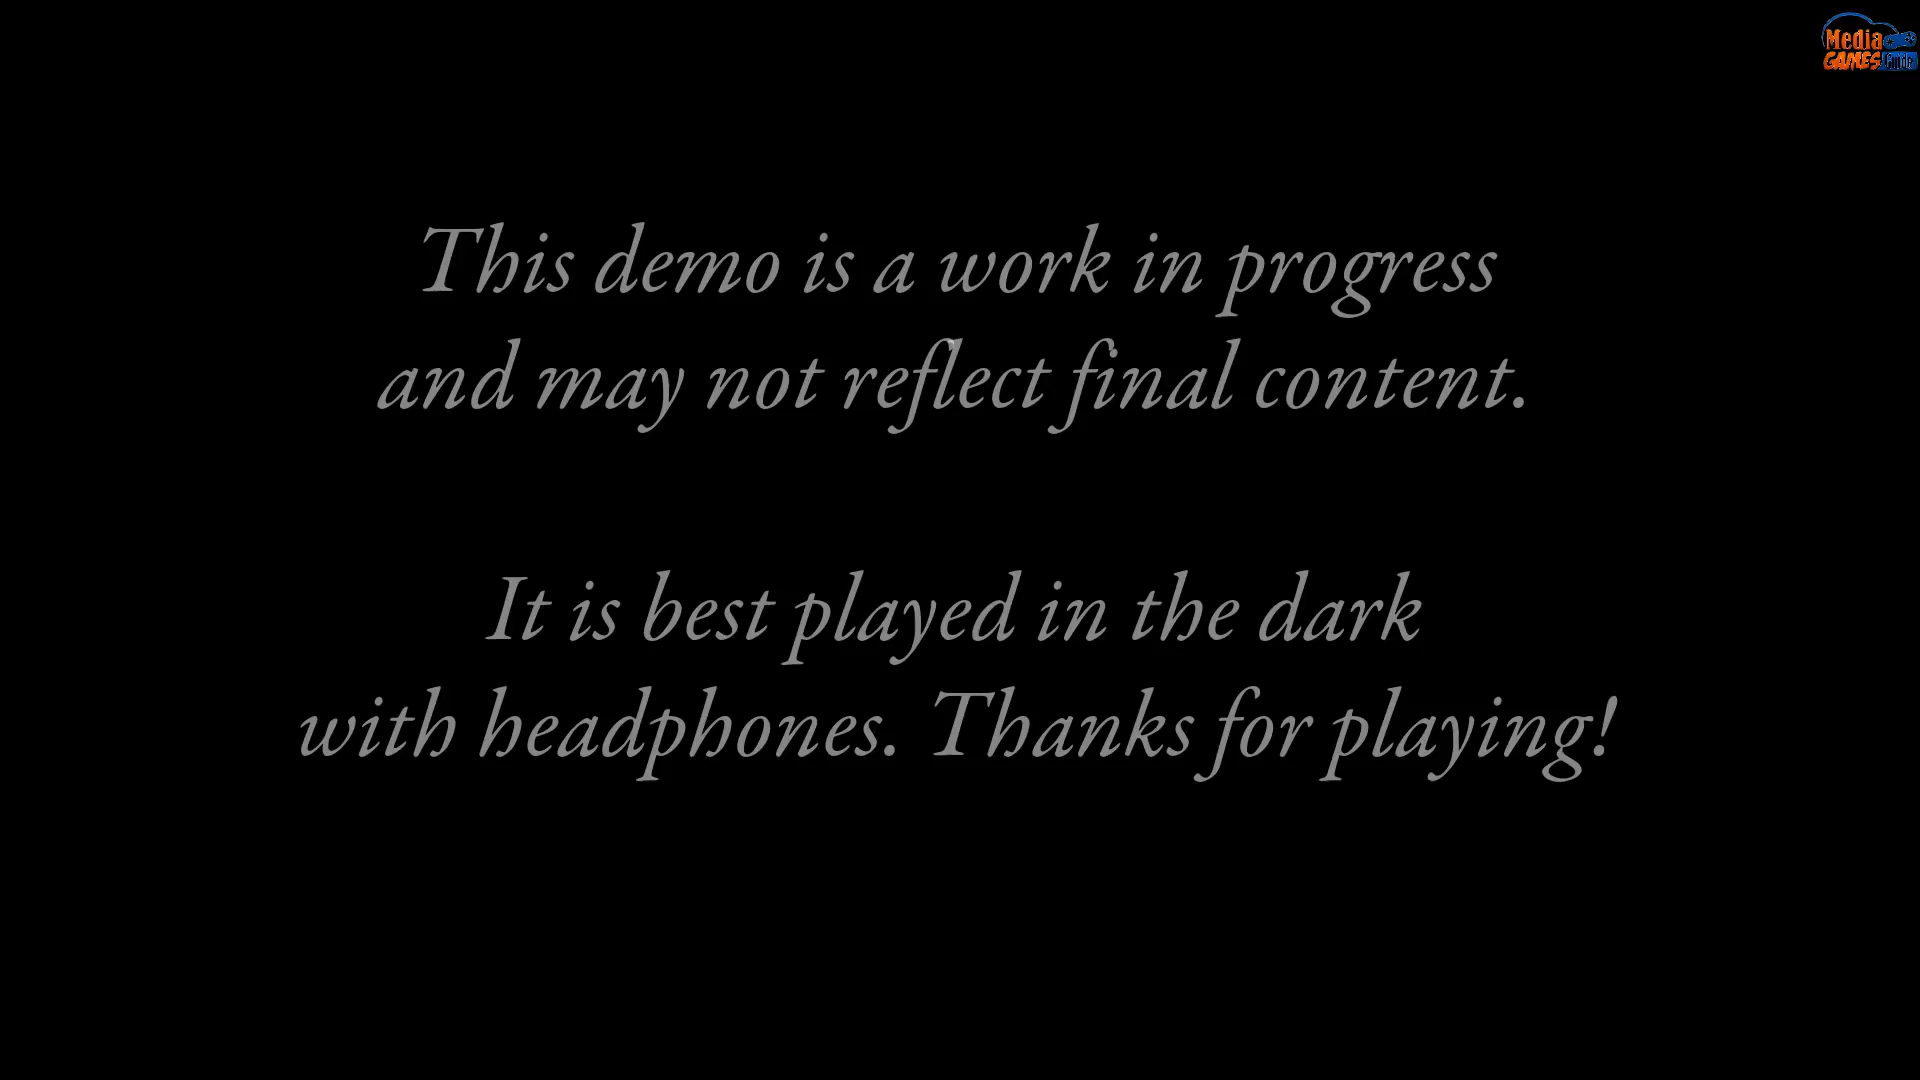 Media
GAMES Guide
This demo is a work in progress
and may not reflect final content.
It is best played in the dark
with headphones. Thanks for playing!